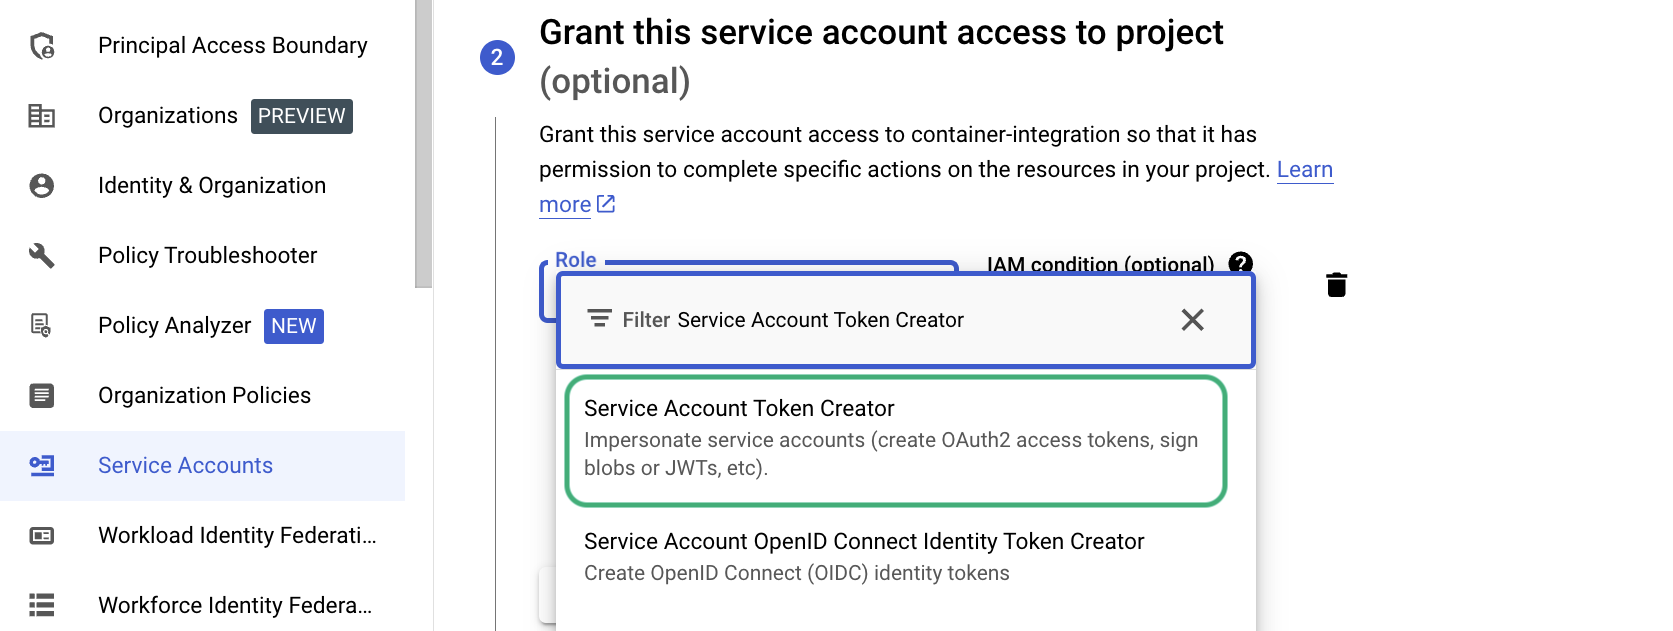 Principal Access Boundary
Organizations PREVIEW
Identity & Organization
Policy Troubleshooter
Policy Analyzer NEW
Organization Policies
Service Accounts
Workload Identity Federati...
Workforce Identity Federa...
2
Grant this service account access to project
(optional)
Grant this service account access to container-integration so that it has
permission to complete specific actions on the resources in your project. Learn
more
Role
IAM condition (optional) ?
Filter Service Account Token Creator
Service Account Token Creator
Impersonate service accounts (create OAuth2 access tokens, sign
blobs or JWTs, etc).
Service Account OpenID Connect Identity Token Creator
Create OpenID Connect (OIDC) identity tokens